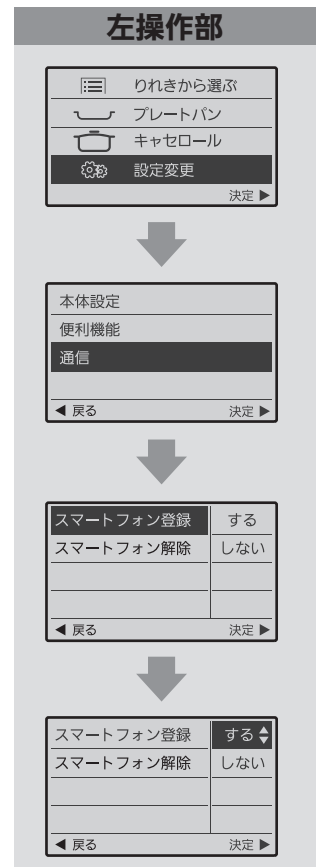 左操作部
りれきから選ぶ
プレートパン
キャセロール
設定変更
決定 ▶
本体設定
便利機能
通信
◀ 戻る 決定 ▶
スマートフォン登録 する
スマートフォン解除 しない
◀ 戻る 決定 ▶
スマートフォン登録 する
スマートフォン解除 しない
◀ 戻る 決定 ▶